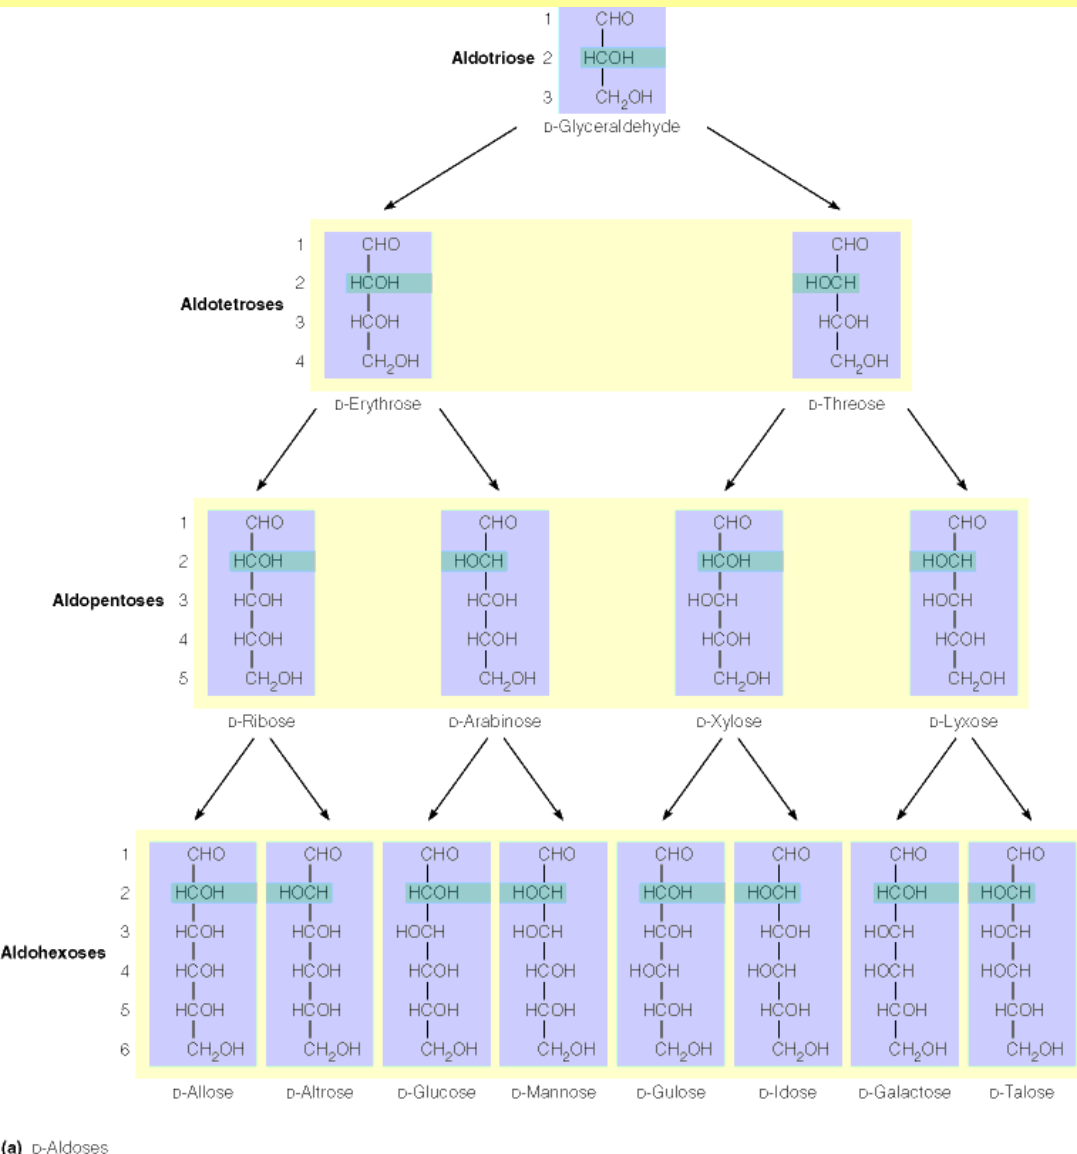 1 CHO
Aldotriose 2 HCOH
3 CH2OH
D-Glyceraldehyde
1 CHO CHO
2 HCOH HOCH
Aldotetroses
3 HCOH HCOH
4 CH2OH CH2OH
D-Erythrose D-Threose
1 CHO CHO CHO CHO
2 HCOH HOCH HCOH HOCH
Aldopentoses 3 HCOH HCOH HOCH HOCH
4 HCOH HCOH HCOH HCOH
5 CH2OH CH2OH CH2OH CH2OH
D-Ribose D-Arabinose D-Xylose D-Lyxose
1 CHO CHO CHO CHO CHO CHO CHO CHO
2 HCOH HOCH HCOH HOCH HCOH HOCH HCOH HOCH
3 HCOH HCOH HOCH HOCH HCOH HCOH HOCH HOCH
Aldohexoses
4 HCOH HCOH HCOH HCOH HOCH HOCH HOCH HOCH
5 HCOH HCOH HCOH HCOH HCOH HCOH HCOH HCOH
6 CH2OH CH2OH CH2OH CH2OH CH2OH CH2OH CH2OH CH2OH
D-Allose D-Altrose D-Glucose D-Mannose D-Gulose D-Idose D-Galactose D-Talose
(a) D-Aldoses